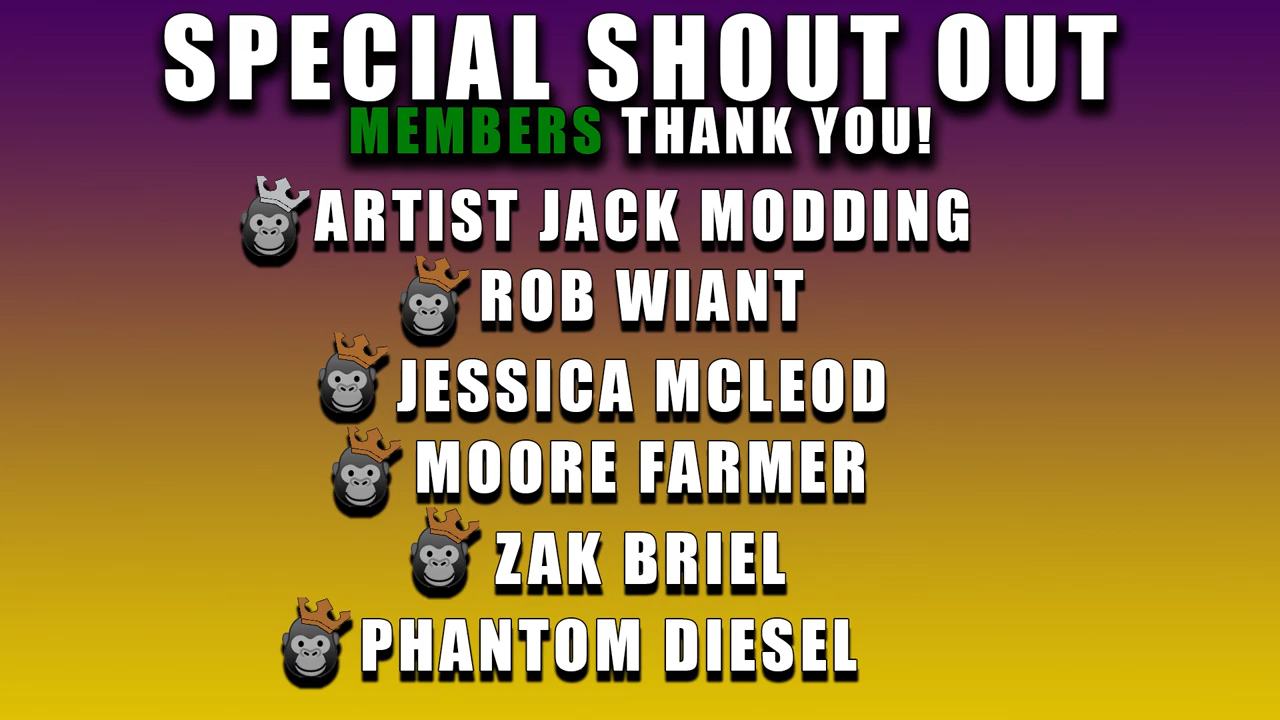 SPECIAL SHOUT OUT
MEMBERS THANK YOU!
ARTIST JACK MODDING
ROB WIANT
JESSICA MCLEOD
MOORE FARMER
ZAK BRIEL
PHANTOM DIESEL